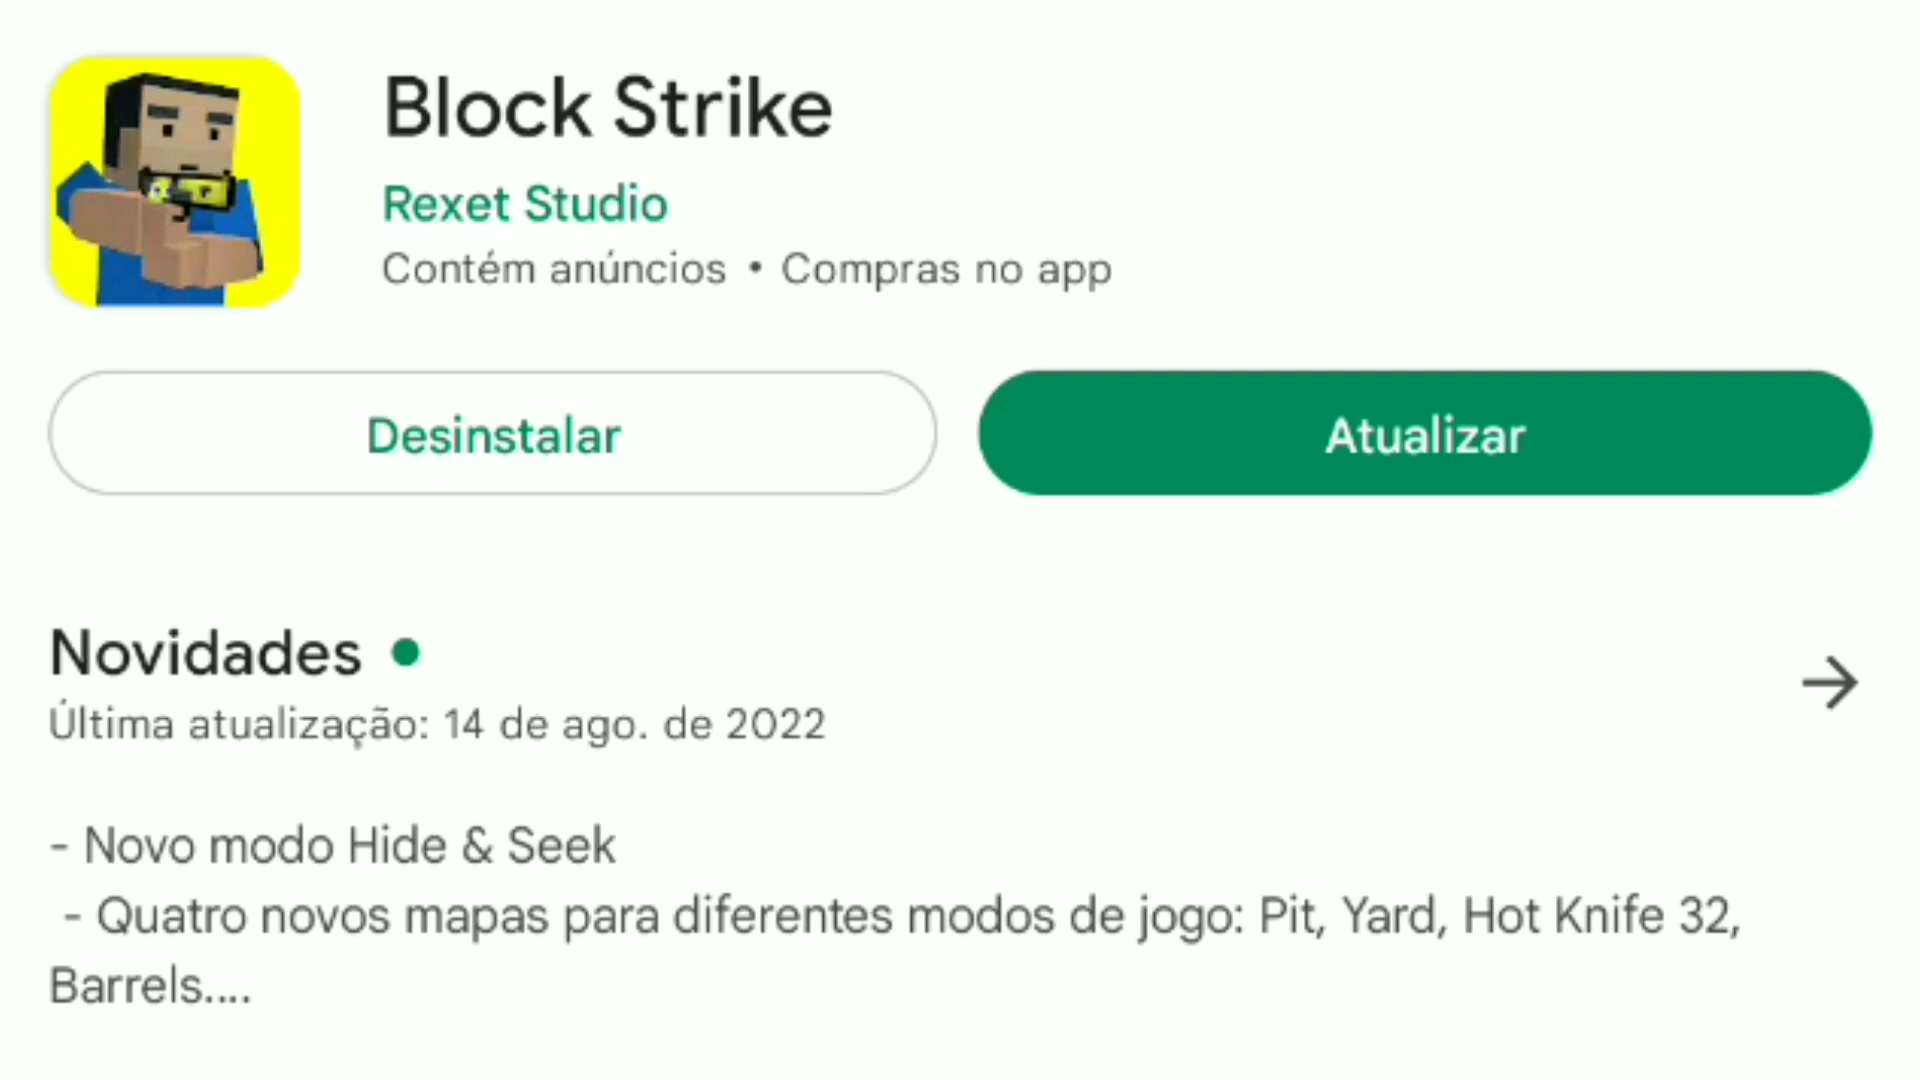 Block Strike
Rexet Studio
Contém anúncios • Compras no app
Desinstalar
Atualizar
Novidades
Última atualização: 14 de ago. de 2022
- Novo modo Hide & Seek
- Quatro novos mapas para diferentes modos de jogo: Pit, Yard, Hot Knife 32,
Barrels....